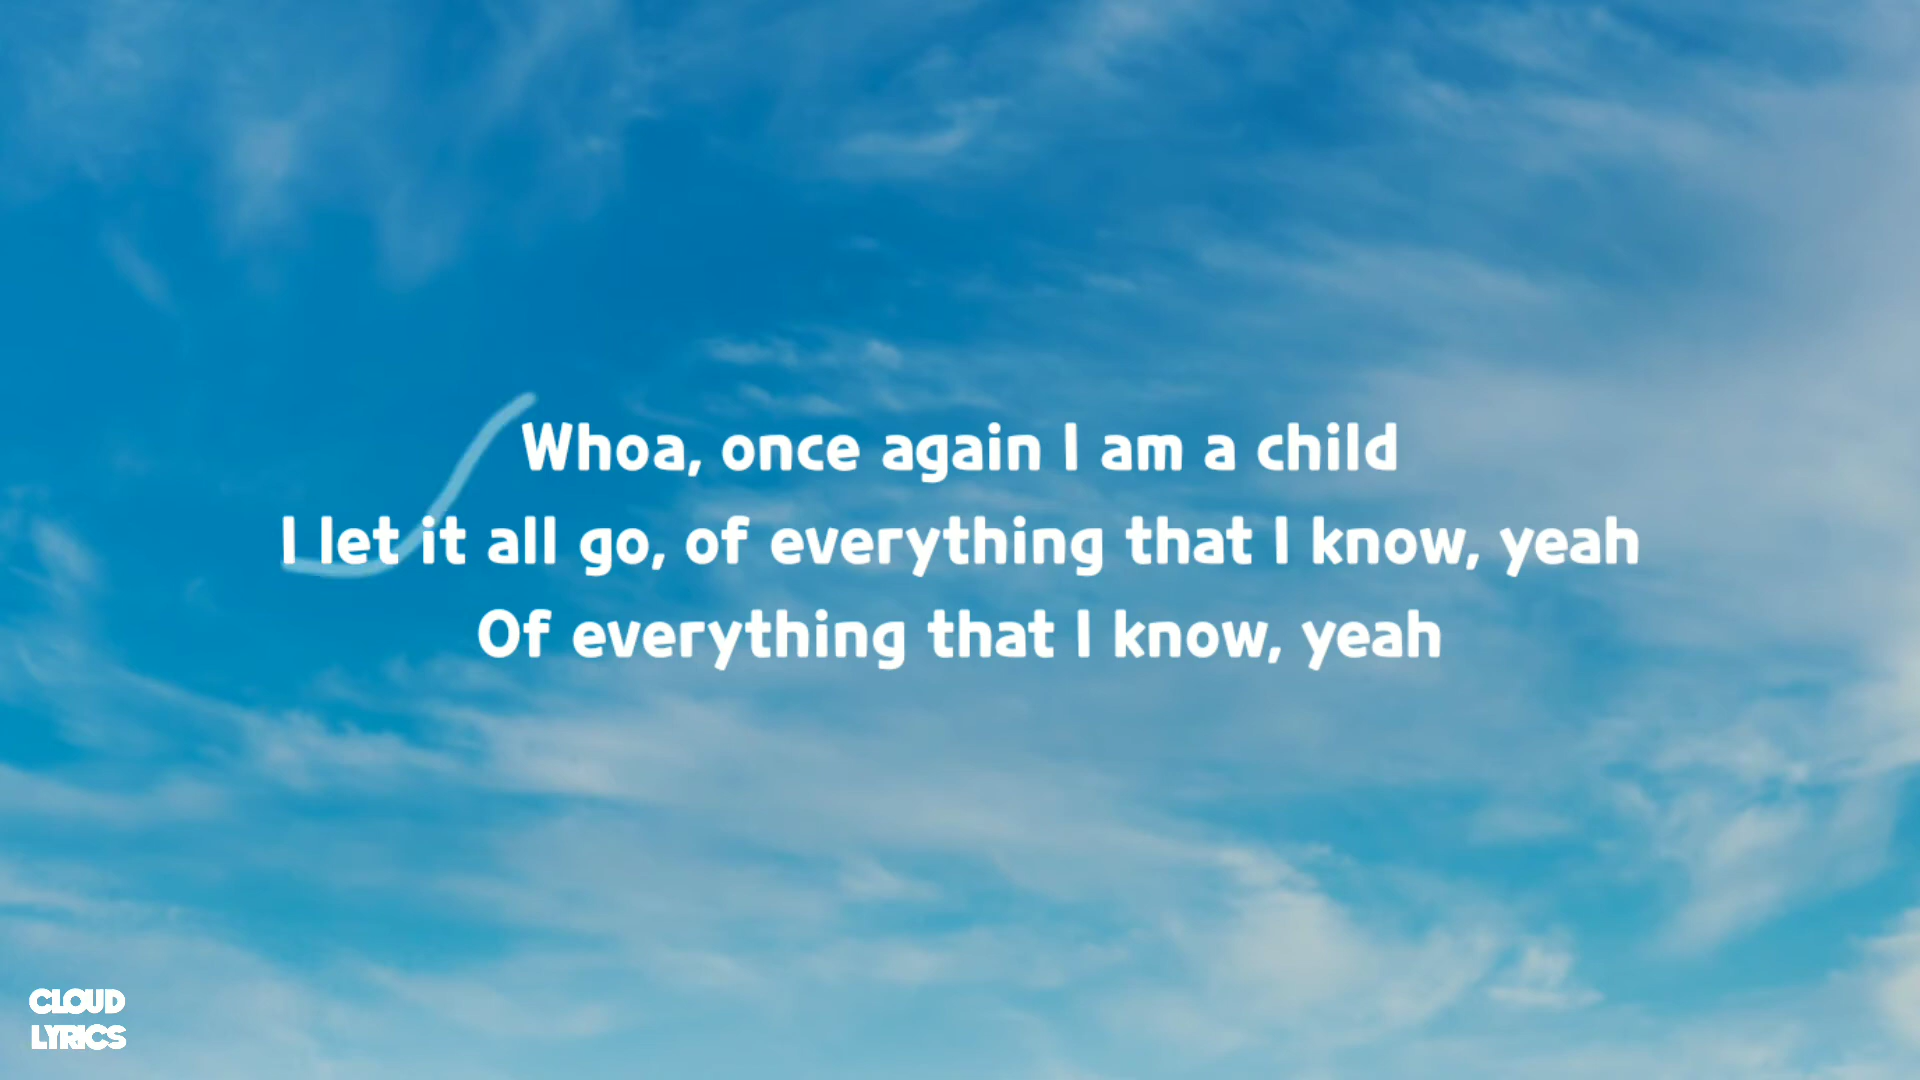 Whoa, once again I am a child
I let it all go, of everything that I know, yeah
Of everything that I know, yeah
CLOUD
LYRICS